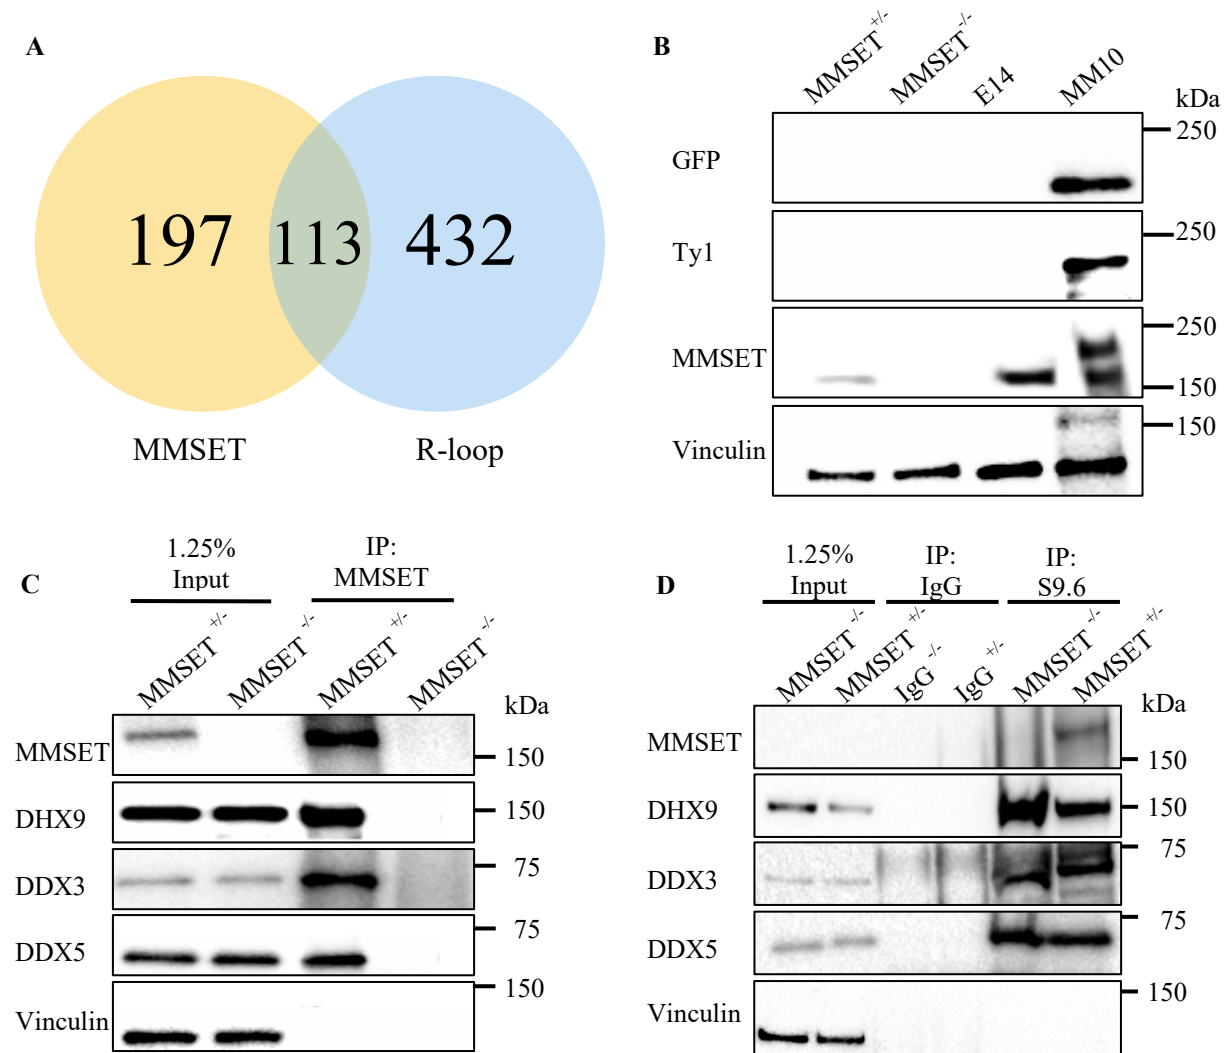 A
197
113
432
MMSET
R-loop
B
MMSET+/-
MMSET-/-
E14
MM10
kDa
GFP
250
Ty1
250
MMSET
250
150
Vinculin
150
C
1.25%
Input
IP:
MMSET
MMSET+/-
MMSET-/-
MMSET+/-
MMSET-/-
kDa
MMSET
150
DHX9
150
DDX3
75
DDX5
75
Vinculin
150
D
1.25%
Input
IP:
IgG
IP:
S9.6
MMSET-/-
MMSET+/-
IgG-/-
IgG+/-
MMSET-/-
MMSET+/-
kDa
MMSET
150
DHX9
150
DDX3
75
DDX5
75
Vinculin
150